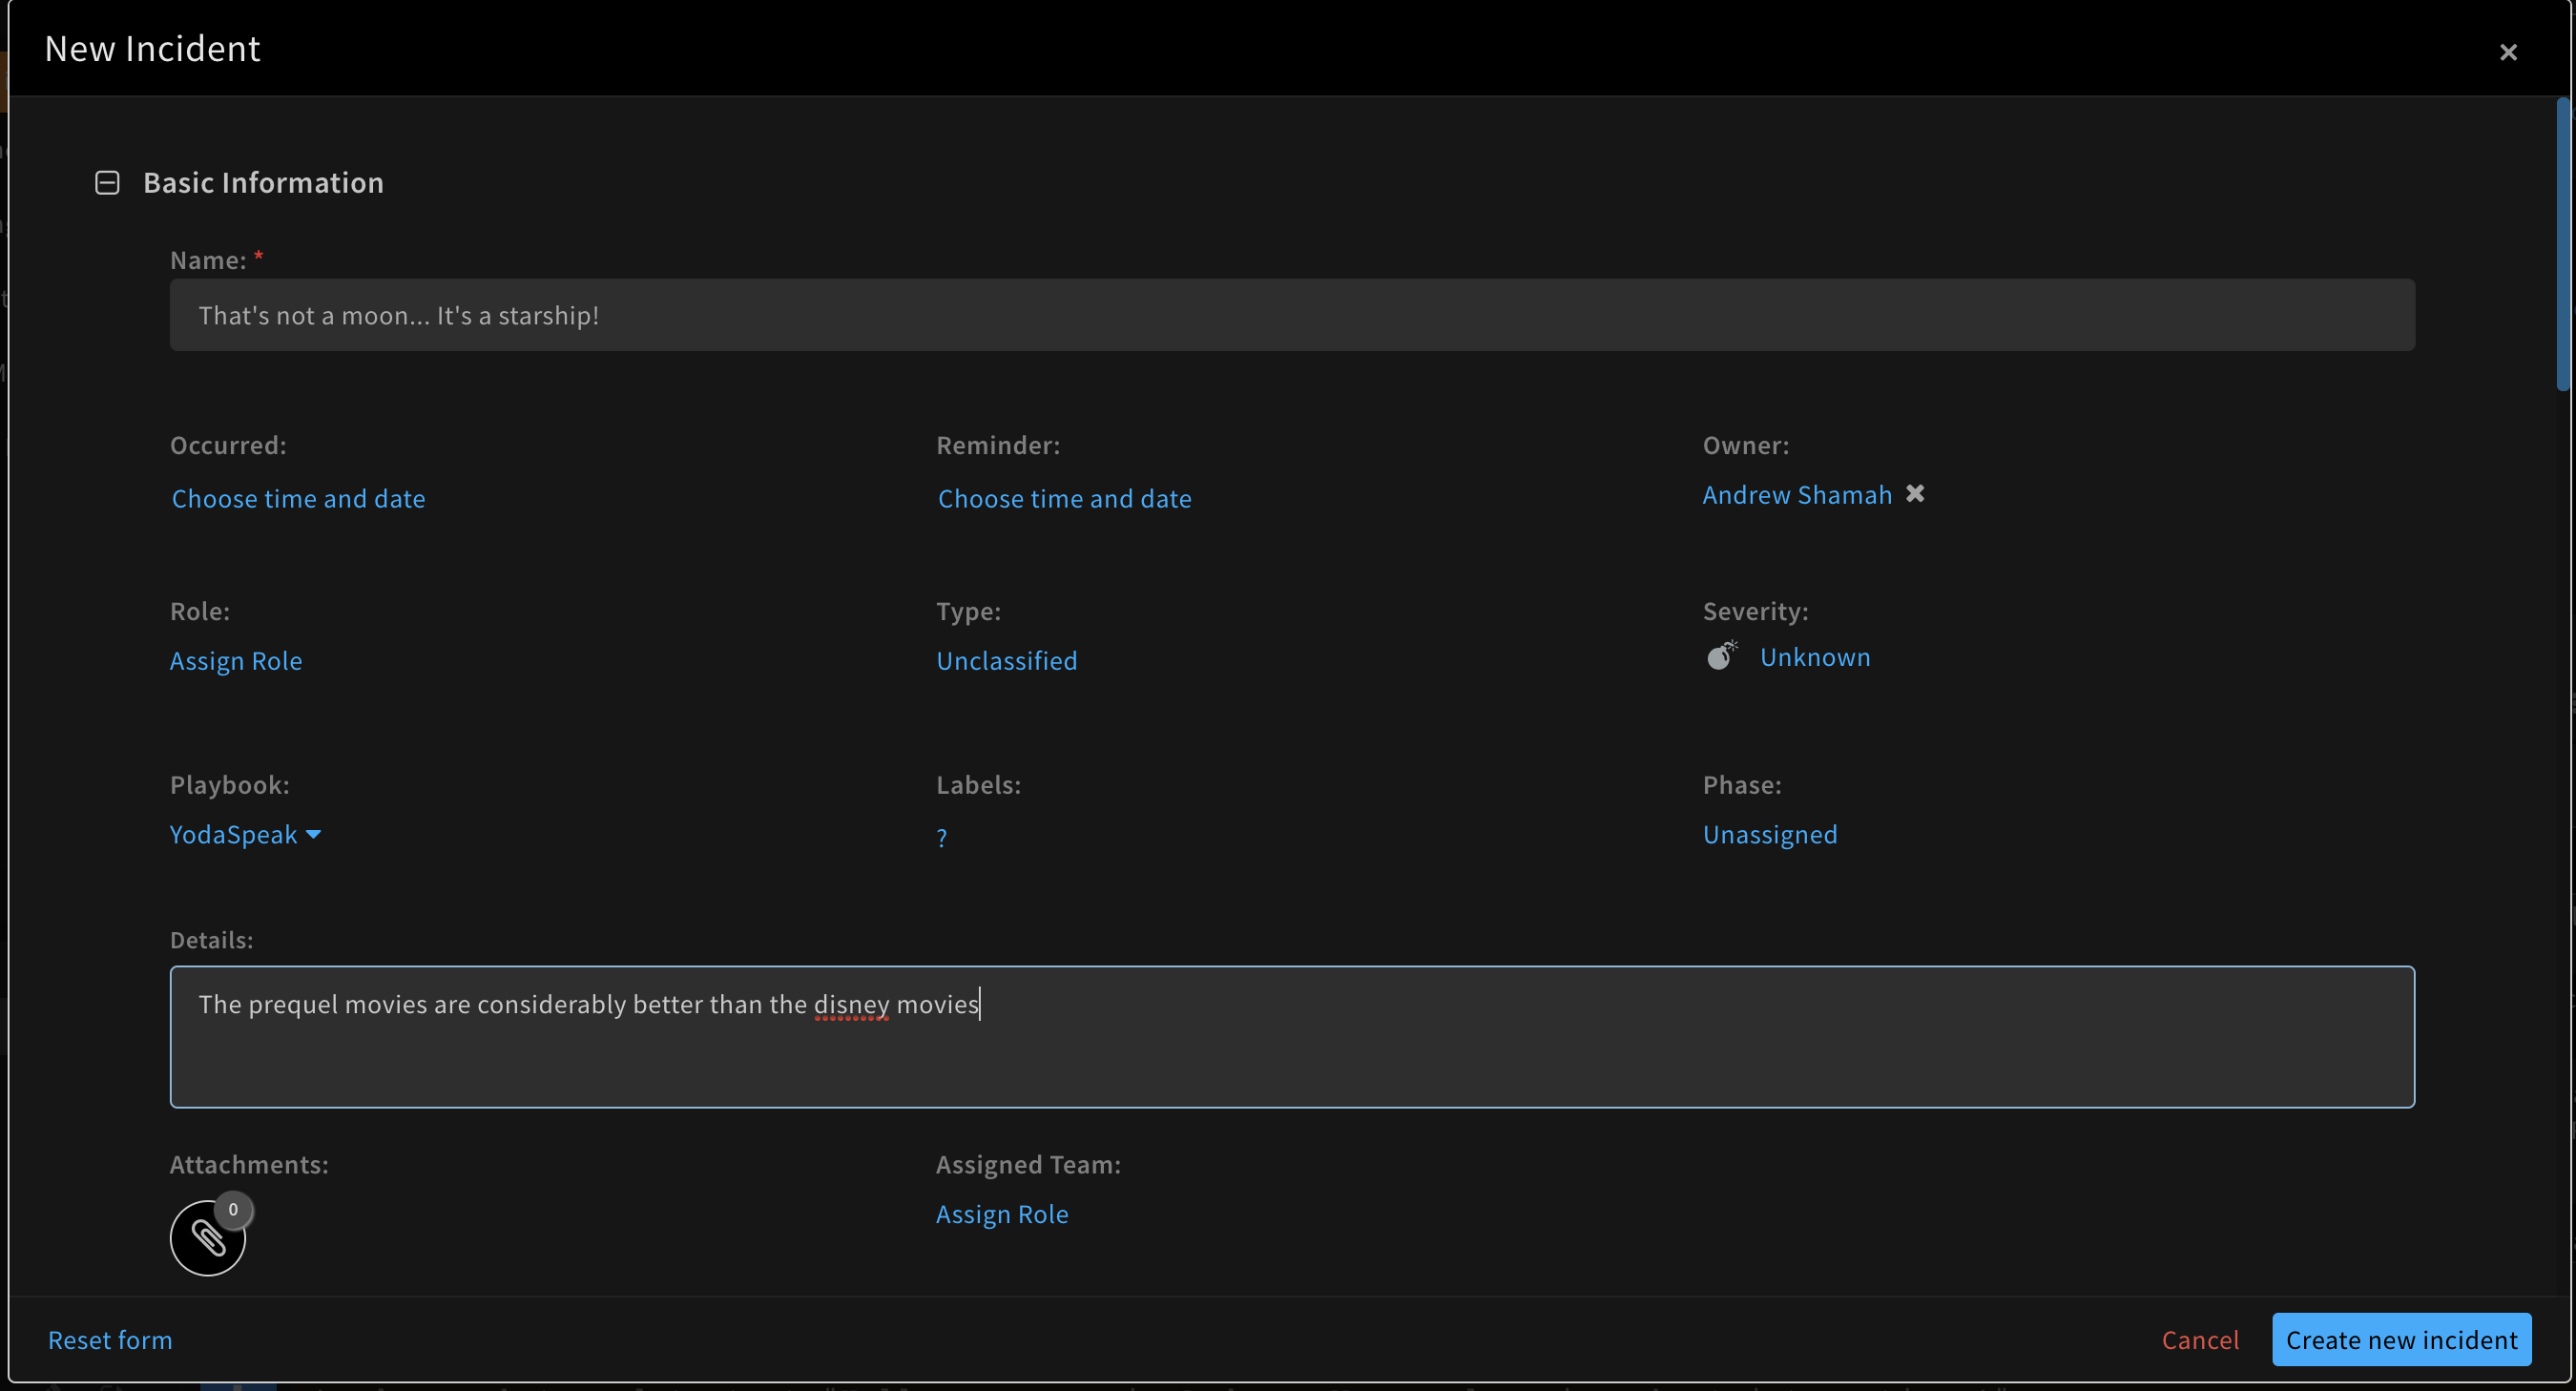 New Incident
×
Basic Information
Name: *
That's not a moon... It's a starship!
Occurred: Reminder: Owner:
Choose time and date Choose time and date Andrew Shamah
Role: Type: Severity:
Assign Role Unclassified Unknown
Playbook: Labels: Phase:
YodaSpeak ? Unassigned
Details:
The prequel movies are considerably better than the disney movies
Attachments: Assigned Team:
0
Assign Role
Reset form Cancel Create new incident